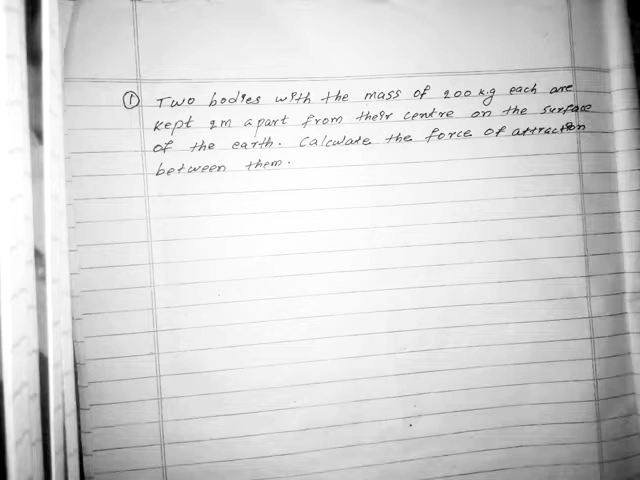 ① Two bodies with the mass of 200 k.g each are
kept 2m apart from their centre on the surface
of the earth. Calculate the force of attraction
between them.